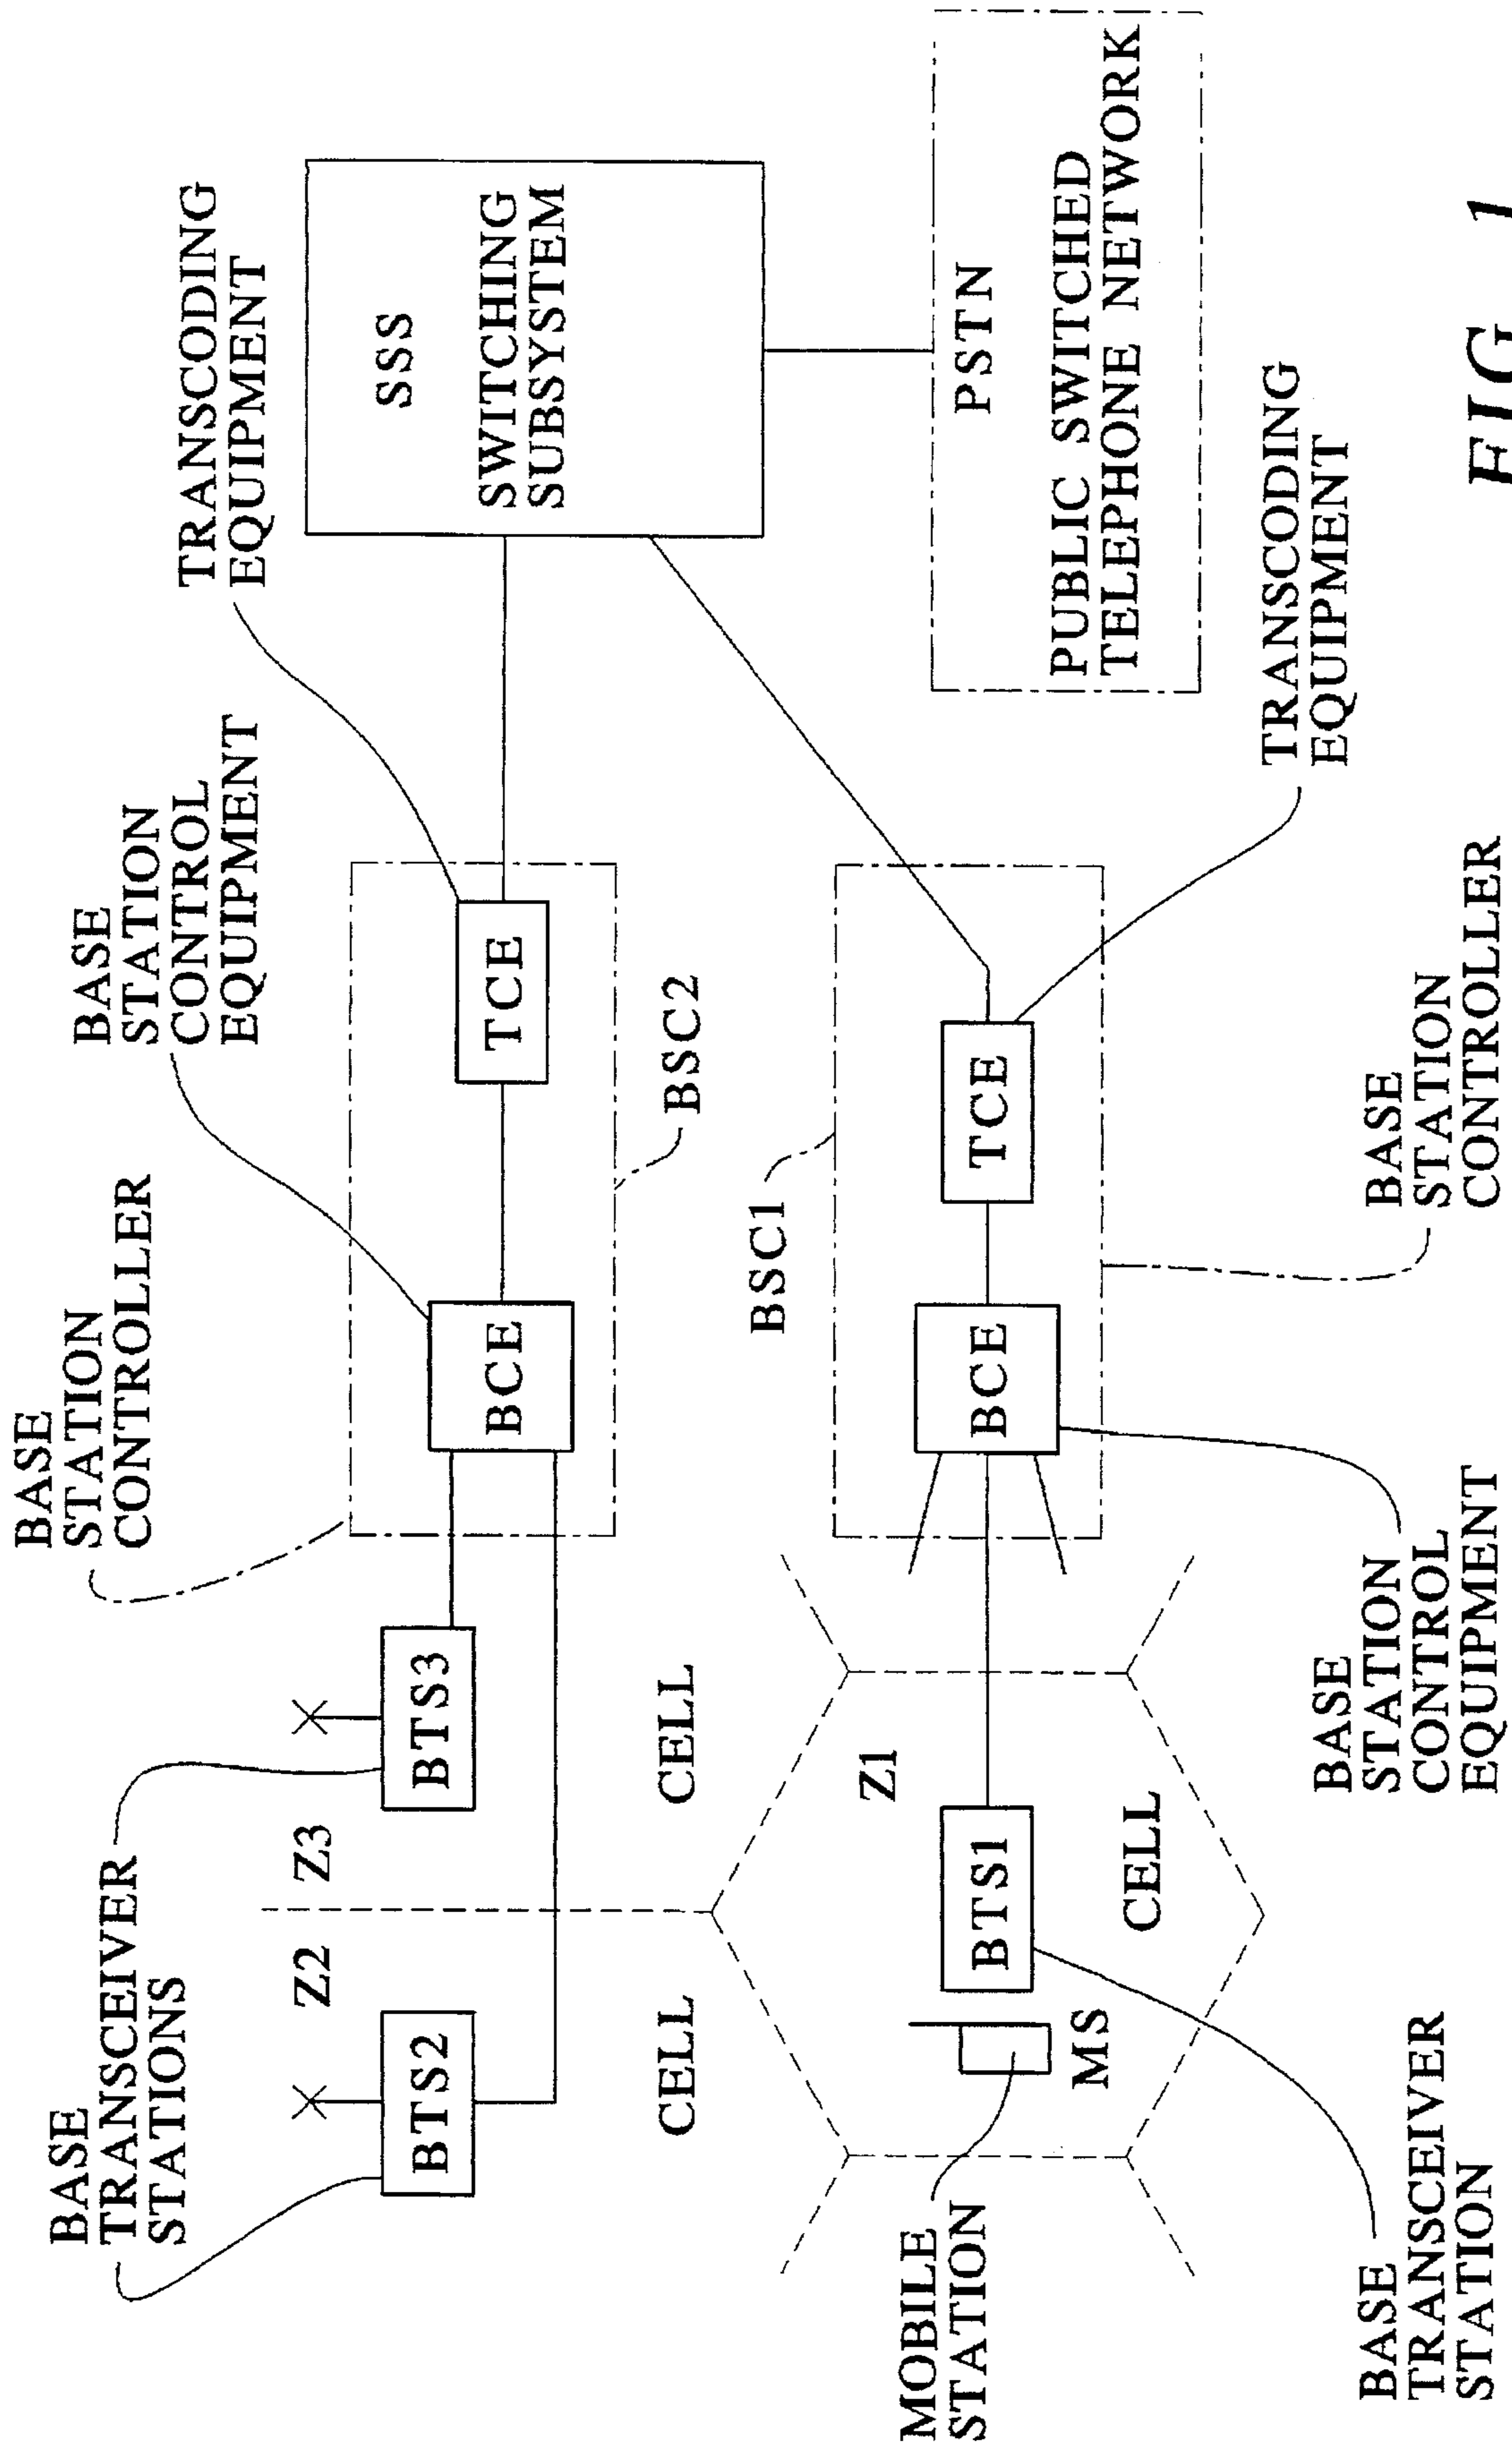 BASE
TRANSCEIVER
STATIONS
BASE
STATION
CONTROLLER
BASE
STATION
CONTROL
EQUIPMENT
TRANSCODING
EQUIPMENT
Z2
Z3
BTS2
BTS3
BCE
TCE
SSS
SWITCHING
SUBSYSTEM
CELL
CELL
BSC2
BSC1
Z1
MOBILE
STATION
MS
BTS1
BCE
TCE
CELL
PSTN
PUBLIC SWITCHED
TELEPHONE NETWORK
BASE
TRANSCEIVER
STATION
BASE
STATION
CONTROL
EQUIPMENT
BASE
STATION
CONTROLLER
TRANSCODING
EQUIPMENT
FIG. 1